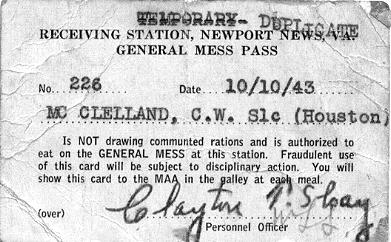 TEMPORARY- DUPLICATE
RECEIVING STATION, NEWPORT NEWS, VA.
GENERAL MESS PASS
No. 226 Date 10/10/43
MC CLELLAND, C.W. S1c (Houston)
Is NOT drawing communted rations and is authorized to
eat on the GENERAL MESS at this station. Fraudulent use
of this card will be subject to disciplinary action. You will
show this card to the MAA in the galley at each meal.
(over) Clayton
Personnel Officer